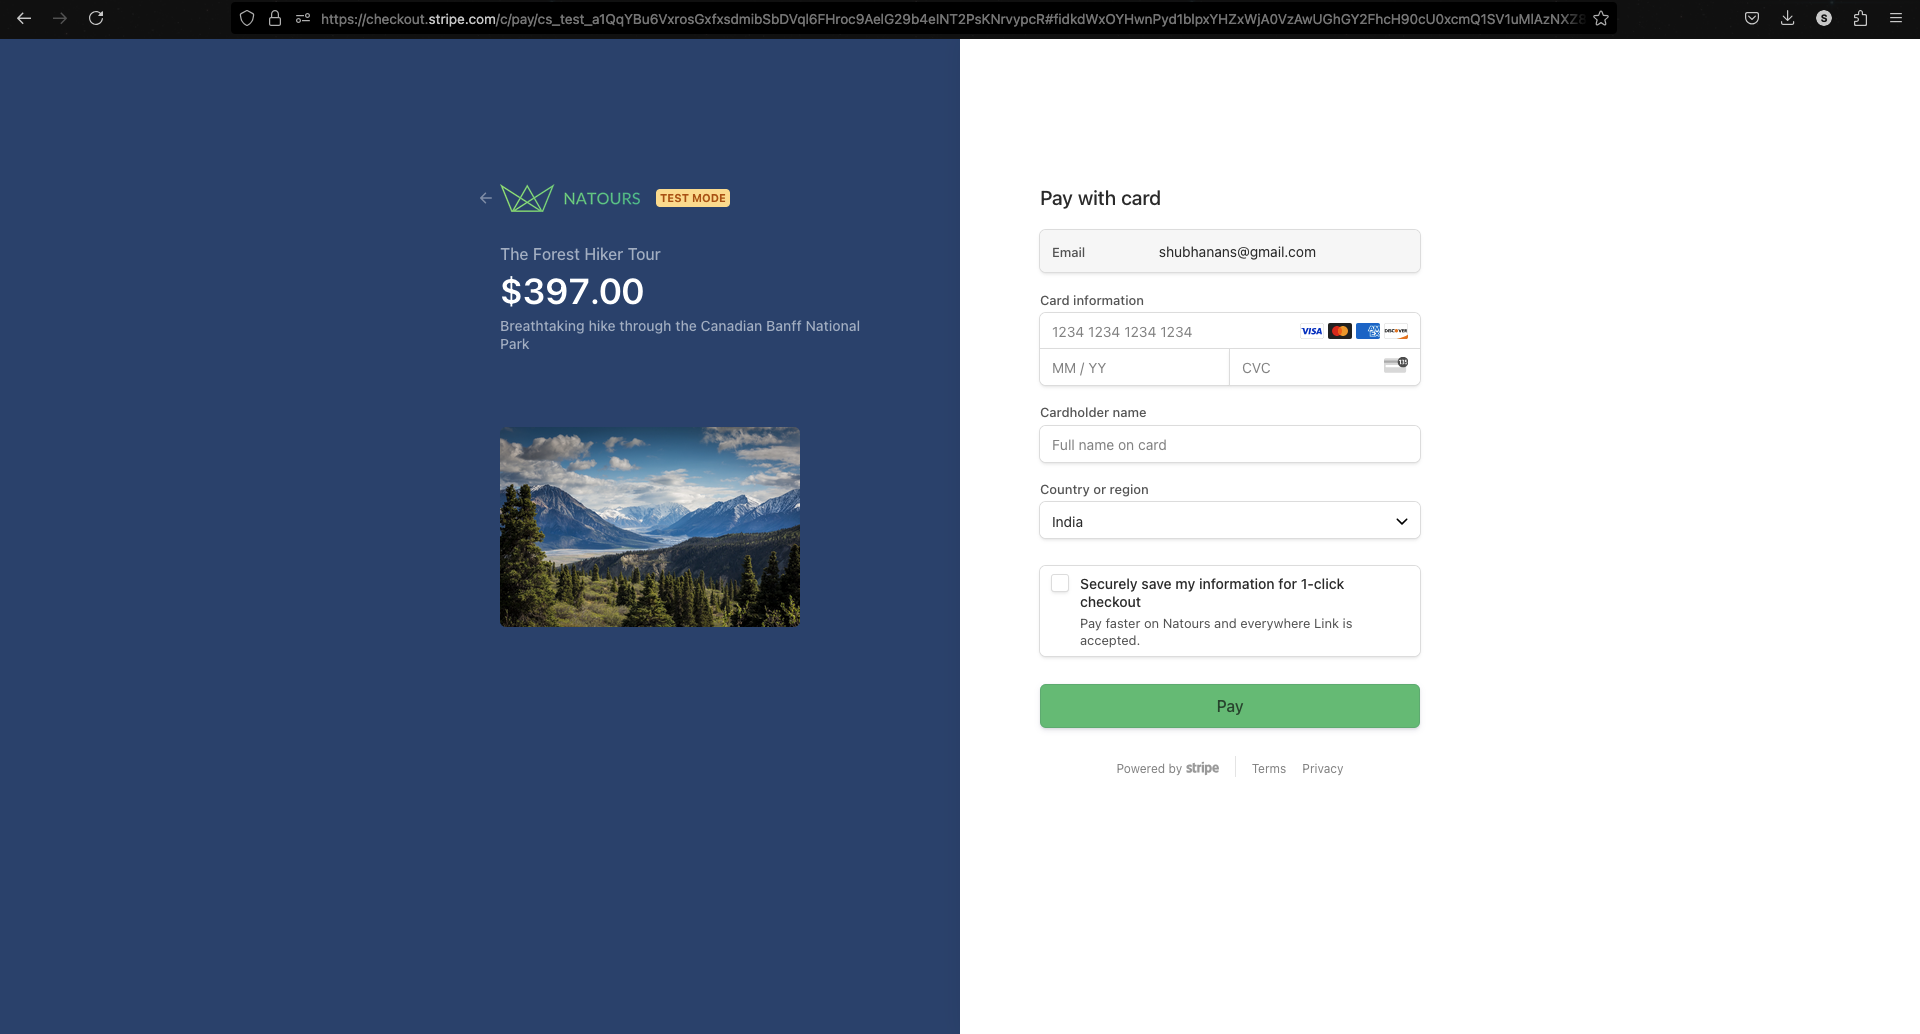 https://checkout.stripe.com/c/pay/cs_test_a1QqYBu6VxrosGxfxsdmibSbDVql6FHroc9AeIG29b4eINT2PsKNrvypcR#fidkdWxOYHwnPyd1blpxYHZxWjA0VzAwUGhGY2FhcH90cU0xcmQ1SV1uMlAzNXZ8
S
NATOURS TEST MODE
The Forest Hiker Tour
$397.00
Breathtaking hike through the Canadian Banff National
Park
Pay with card
Email shubhanans@gmail.com
Card information
1234 1234 1234 1234 VISA AMEX DISCOVER
MM / YY CVC
Cardholder name
Full name on card
Country or region
India
Securely save my information for 1-click
checkout
Pay faster on Natours and everywhere Link is
accepted.
Pay
Powered by stripe Terms Privacy